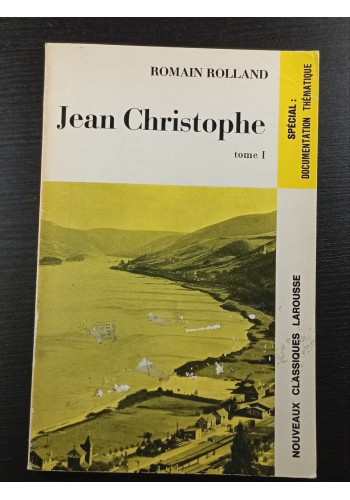 ROMAIN ROLLAND
Jean Christophe
tome I
SPÉCIAL :
DOCUMENTATION THÉMATIQUE
NOUVEAUX CLASSIQUES LAROUSSE